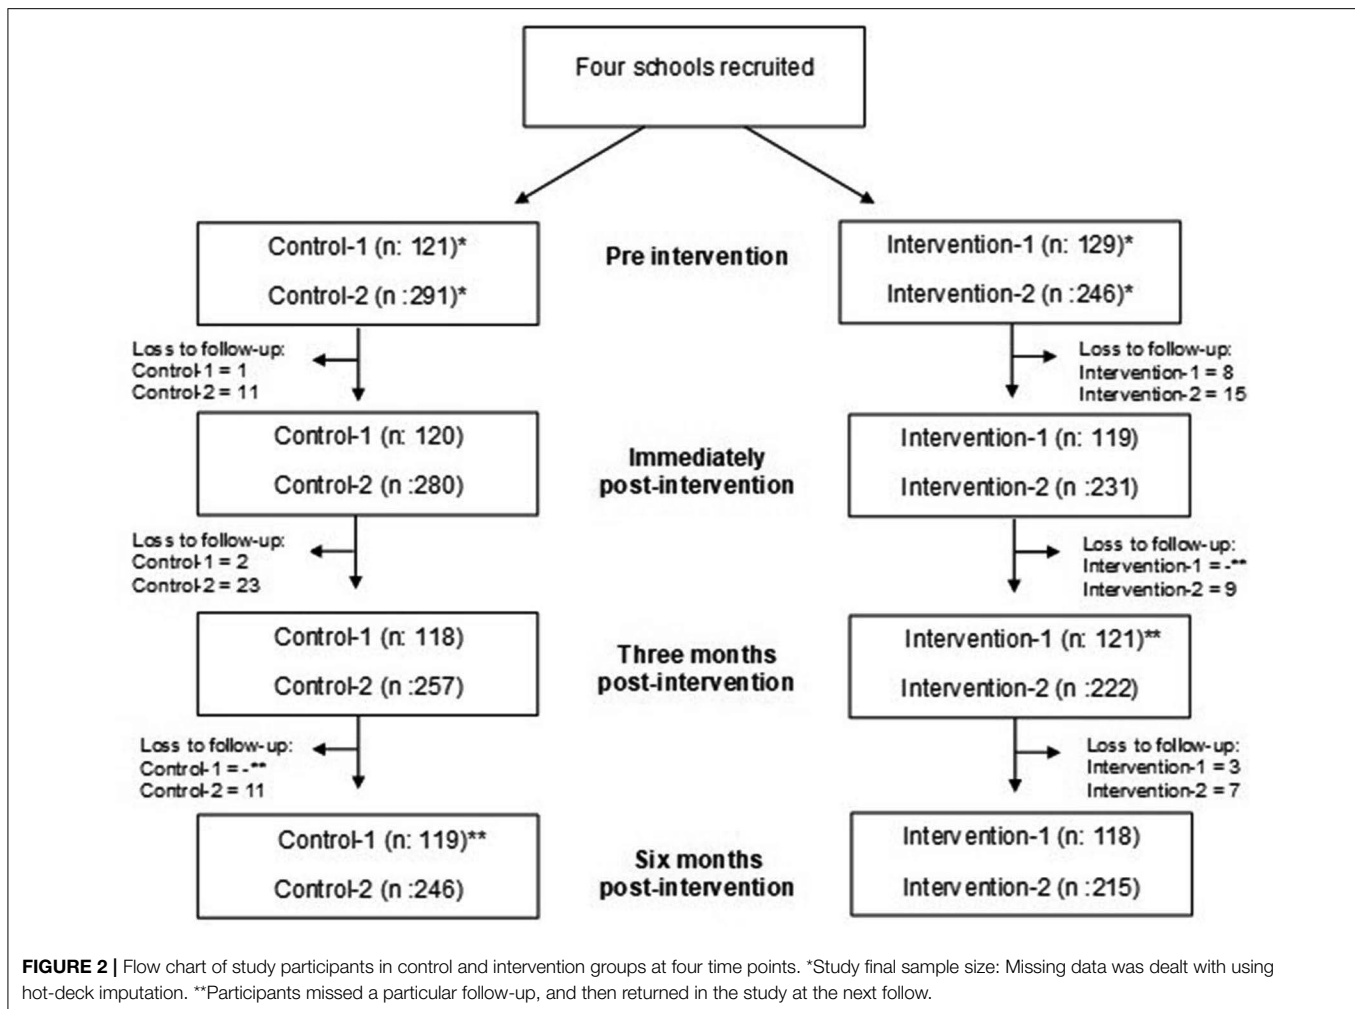 Four schools recruited
Control-1 (n: 121)*
Control-2 (n :291)*
Pre intervention
Intervention-1 (n: 129)*
Intervention-2 (n :246)*
Loss to follow-up:
Control-1 = 1
Control-2 = 11
Loss to follow-up:
Intervention-1 = 8
Intervention-2 = 15
Control-1 (n: 120)
Control-2 (n :280)
Immediately
post-intervention
Intervention-1 (n: 119)
Intervention-2 (n :231)
Loss to follow-up:
Control-1 = 2
Control-2 = 23
Loss to follow-up:
Intervention-1 = -**
Intervention-2 = 9
Control-1 (n: 118)
Control-2 (n :257)
Three months
post-intervention
Intervention-1 (n: 121)**
Intervention-2 (n :222)
Loss to follow-up:
Control-1 = -**
Control-2 = 11
Loss to follow-up:
Intervention-1 = 3
Intervention-2 = 7
Control-1 (n: 119)**
Control-2 (n :246)
Six months
post-intervention
Intervention-1 (n: 118)
Intervention-2 (n :215)
FIGURE 2 | Flow chart of study participants in control and intervention groups at four time points. *Study final sample size: Missing data was dealt with using
hot-deck imputation. **Participants missed a particular follow-up, and then returned in the study at the next follow.